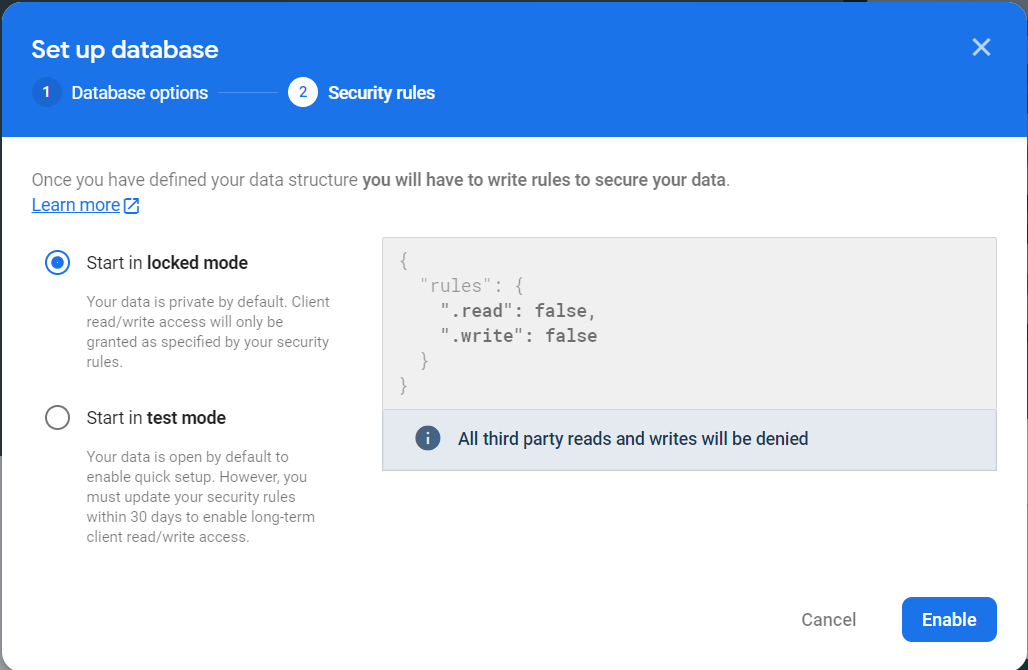 Set up database
1 Database options 2 Security rules
Once you have defined your data structure you will have to write rules to secure your data.
Learn more
Start in locked mode
Your data is private by default. Client
read/write access will only be
granted as specified by your security
rules.
Start in test mode
Your data is open by default to
enable quick setup. However, you
must update your security rules
within 30 days to enable long-term
client read/write access.
{
"rules": {
".read": false,
".write": false
}
}
All third party reads and writes will be denied
Cancel Enable